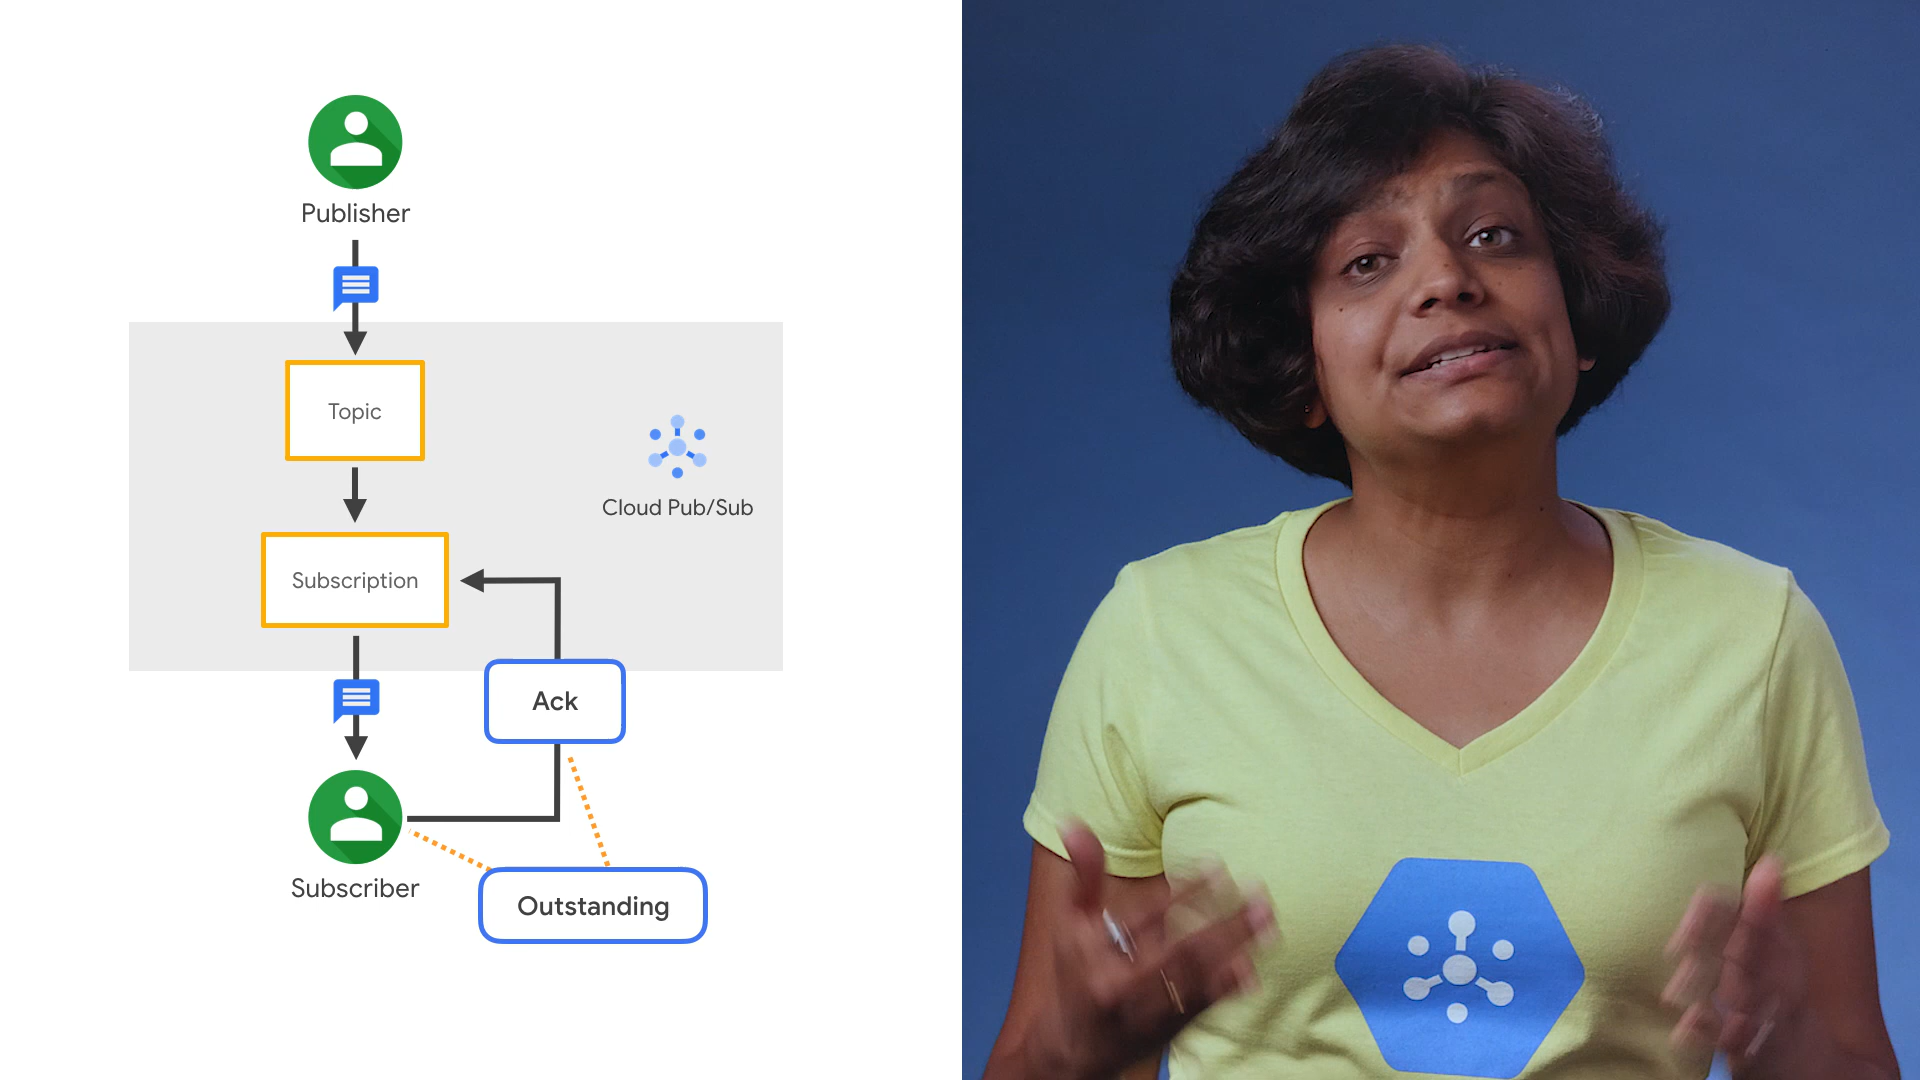 Publisher
Topic
Cloud Pub/Sub
Subscription
Ack
Subscriber
Outstanding